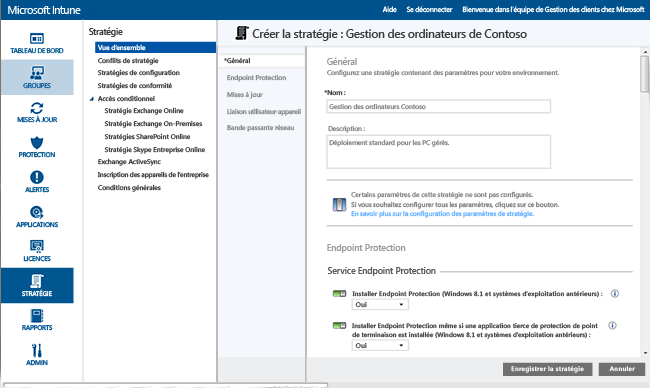 Microsoft Intune
Aide
Se déconnecter
Bienvenue dans l'équipe de Gestion des clients chez Microsoft
TABLEAU DE BORD
GROUPES
MISES À JOUR
PROTECTION
ALERTES
APPLICATIONS
LICENCES
STRATÉGIE
RAPPORTS
ADMIN
Stratégie
Vue d'ensemble
Conflits de stratégie
Stratégies de configuration
Stratégies de conformité
Accès conditionnel
Stratégie Exchange Online
Stratégie Exchange On-Premises
Stratégies SharePoint Online
Stratégie Skype Entreprise Online
Exchange ActiveSync
Inscription des appareils de l'entreprise
Conditions générales
Créer la stratégie : Gestion des ordinateurs de Contoso
*Général
Endpoint Protection
Mises à jour
Liaison utilisateur-appareil
Bande passante réseau
Général
Configurez une stratégie contenant des paramètres pour votre environnement.
*Nom :
Gestion des ordinateurs Contoso
Description :
Déploiement standard pour les PC gérés.
Certains paramètres de cette stratégie ne sont pas configurés.
Si vous souhaitez configurer tous les paramètres, cliquez sur ce bouton.
En savoir plus sur la configuration des paramètres de stratégie.
Endpoint Protection
Service Endpoint Protection
Installer Endpoint Protection (Windows 8.1 et systèmes d'exploitation antérieurs) :
Oui
Installer Endpoint Protection même si une application tierce de protection de point
de terminaison est installée (Windows 8.1 et systèmes d'exploitation antérieurs) :
Oui
Enregistrer la stratégie
Annuler